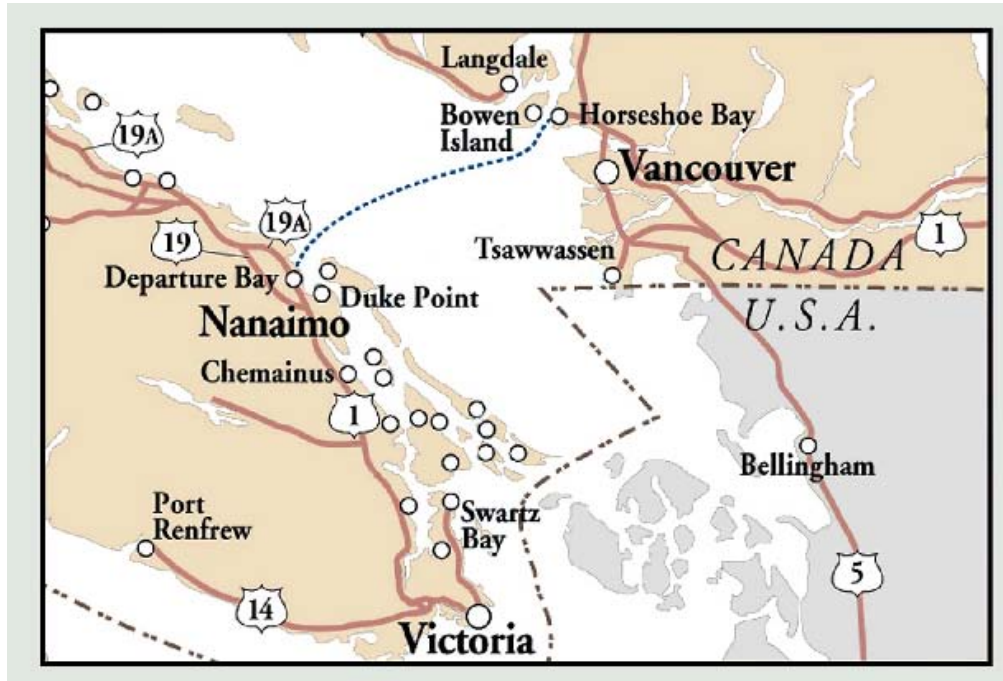 Langdale
Bowen
Island
Horseshoe Bay
19A
Vancouver
19A
19
1
Tsawwassen
CANADA
Departure Bay
Duke Point
U.S.A.
Nanaimo
Chemainus
1
Bellingham
Port
Renfrew
Swartz
Bay
5
14
Victoria